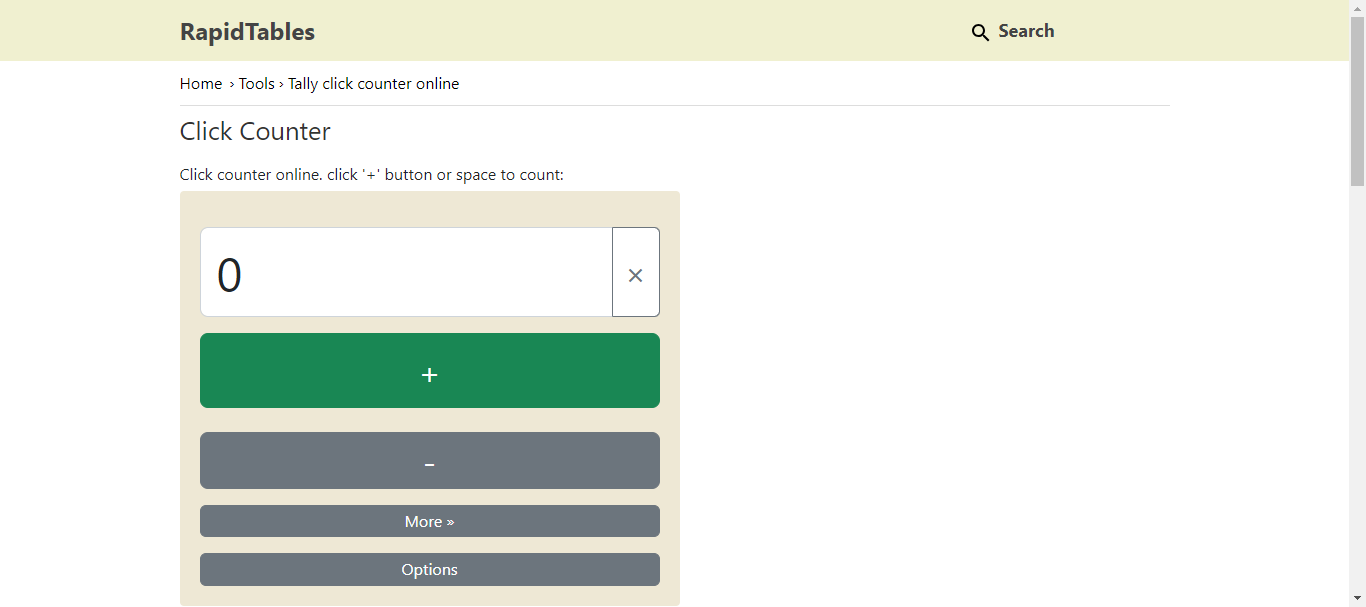 RapidTables
Search
Home › Tools › Tally click counter online
Click Counter
Click counter online. click '+' button or space to count:
0
×
+
-
More »
Options